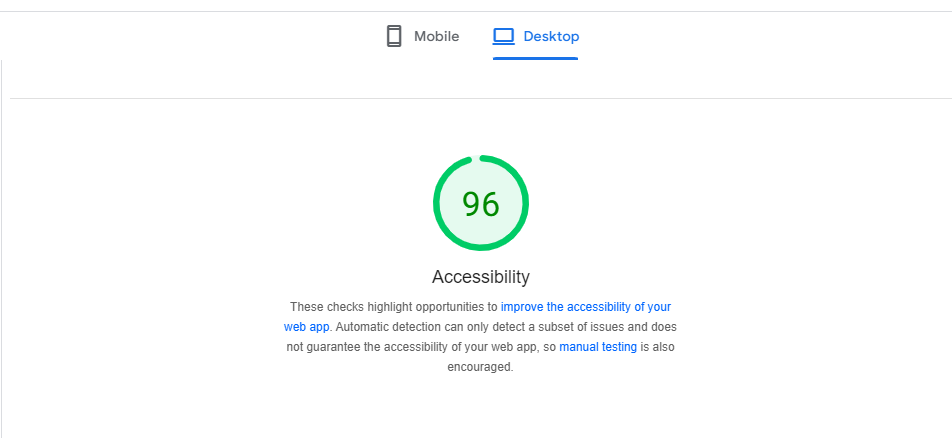 Mobile
Desktop
96
Accessibility
These checks highlight opportunities to improve the accessibility of your
web app. Automatic detection can only detect a subset of issues and does
not guarantee the accessibility of your web app, so manual testing is also
encouraged.